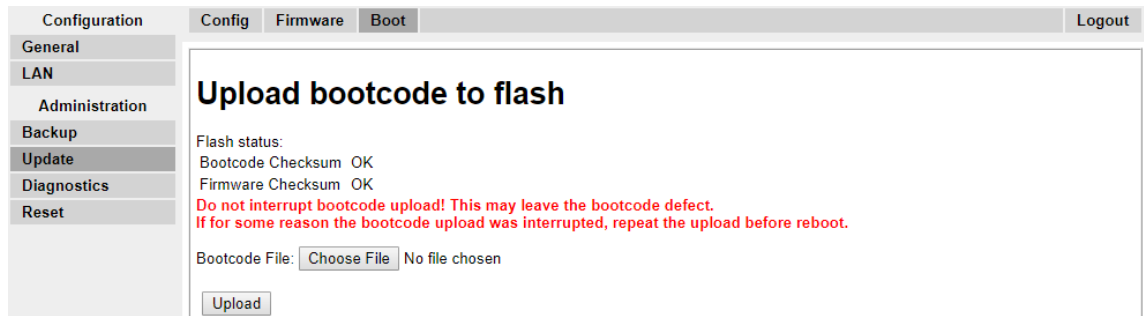 Configuration
General
LAN
Administration
Backup
Update
Diagnostics
Reset
Config Firmware Boot Logout
Upload bootcode to flash
Flash status:
Bootcode Checksum OK
Firmware Checksum OK
Do not interrupt bootcode upload! This may leave the bootcode defect.
If for some reason the bootcode upload was interrupted, repeat the upload before reboot.
Bootcode File: Choose File No file chosen
Upload